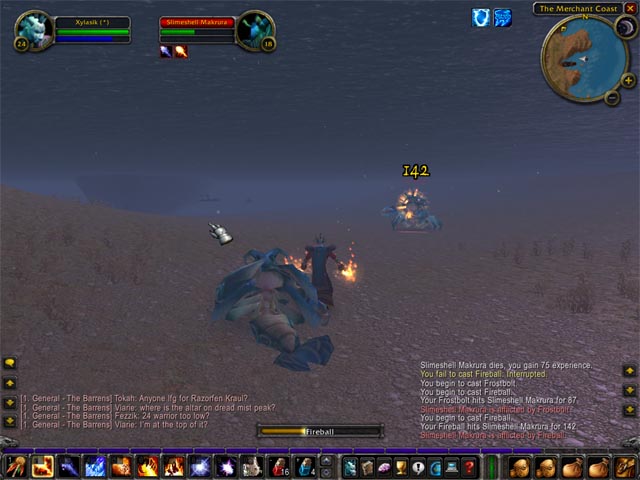 Xylasik (*)
24
Slimeshell Makrura
18
The Merchant Coast
N
142
Slimeshell Makrura dies, you gain 75 experience.
You fail to cast Fireball: Interrupted.
You begin to cast Frostbolt.
You begin to cast Fireball.
Your Frostbolt hits Slimeshell Makrura for 87.
Slimeshell Makrura is afflicted by Frostbolt.
You begin to cast Fireball.
Your Fireball hits Slimeshell Makrura for 142
Slimeshell Makrura is afflicted by Fireball.
[1. General - The Barrens] Tokah: Anyone lfg for Razorfen Kraul?
[1. General - The Barrens] Viarie: where is the altar on dread mist peak?
[1. General - The Barrens] Fezzik: 24 warrior too low?
[1. General - The Barrens] Viarie: I'm at the top of it?
Fireball
16
4
1